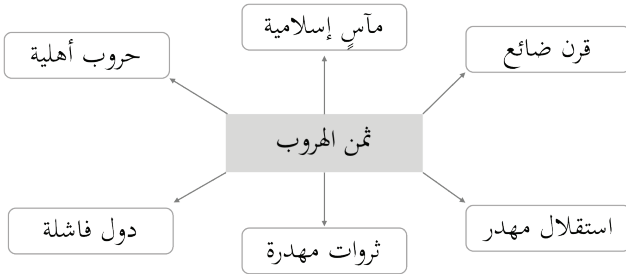 مآسٍ إسلامية
قرن ضائع
حروب أهلية
ثمن الهروب
استقلال مهدر
دول فاشلة
ثروات مهدرة